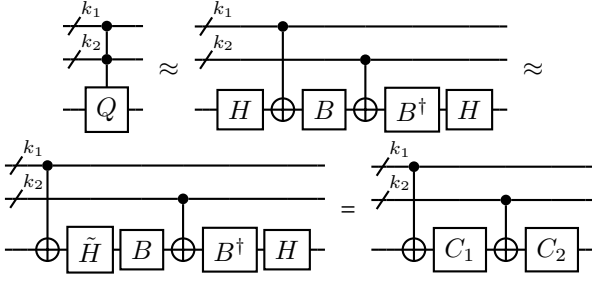 k₁ k₁
k₂ ≈ k₂ ≈
Q H B B† H
k₁ k₁
k₂ = k₂
H̃ B B† H C₁ C₂